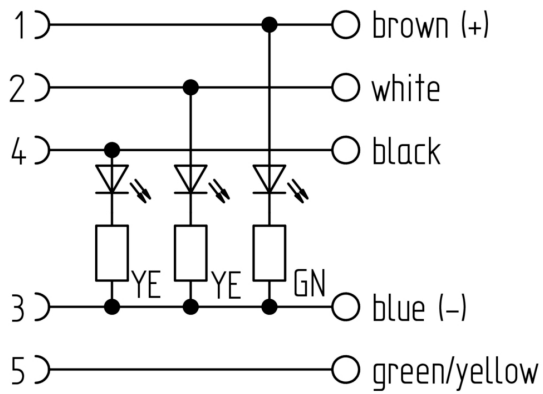 1 brown (+)
2 white
4 black
YE YE GN
3 blue (−)
5 green/yellow